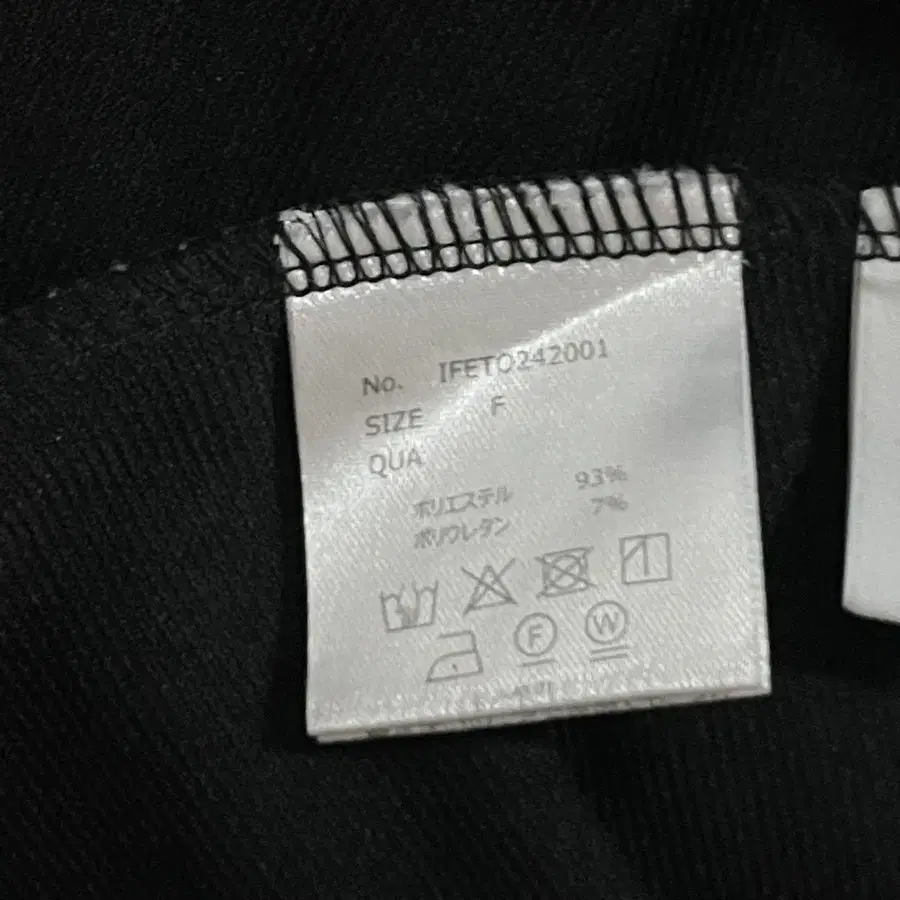 No. IFETO242001
SIZE F
QUA
ポリエステル 93%
ポリウレタン 7%
F W